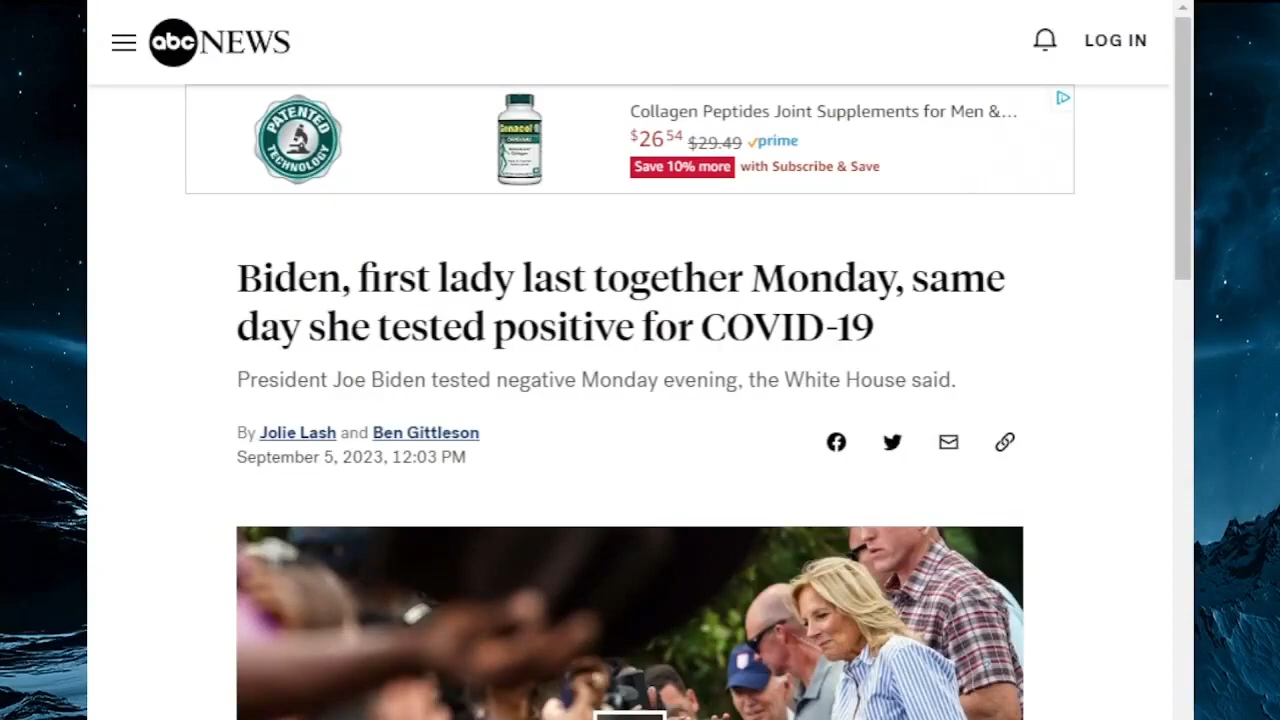 abc NEWS
LOG IN
PATENTED
TECHNOLOGY
Genacol
Collagen Peptides Joint Supplements for Men &...
$26 54 $29.49 prime
Save 10% more with Subscribe & Save
Biden, first lady last together Monday, same
day she tested positive for COVID-19
President Joe Biden tested negative Monday evening, the White House said.
By Jolie Lash and Ben Gittleson
September 5, 2023, 12:03 PM